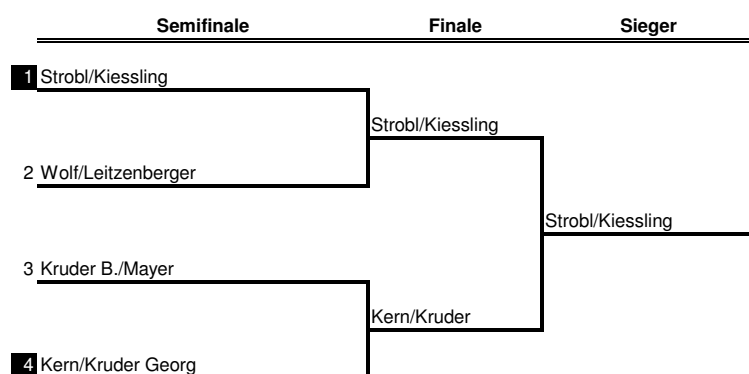 Semifinale Finale Sieger
1 Strobl/Kiessling
Strobl/Kiessling
2 Wolf/Leitzenberger
Strobl/Kiessling
3 Kruder B./Mayer
Kern/Kruder
4 Kern/Kruder Georg